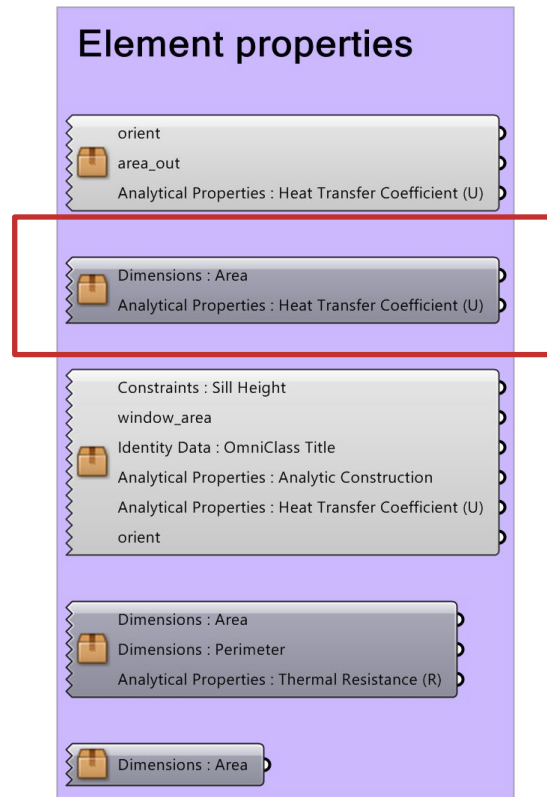 Element properties
orient
area_out
Analytical Properties : Heat Transfer Coefficient (U)
Dimensions : Area
Analytical Properties : Heat Transfer Coefficient (U)
Constraints : Sill Height
window_area
Identity Data : OmniClass Title
Analytical Properties : Analytic Construction
Analytical Properties : Heat Transfer Coefficient (U)
orient
Dimensions : Area
Dimensions : Perimeter
Analytical Properties : Thermal Resistance (R)
Dimensions : Area